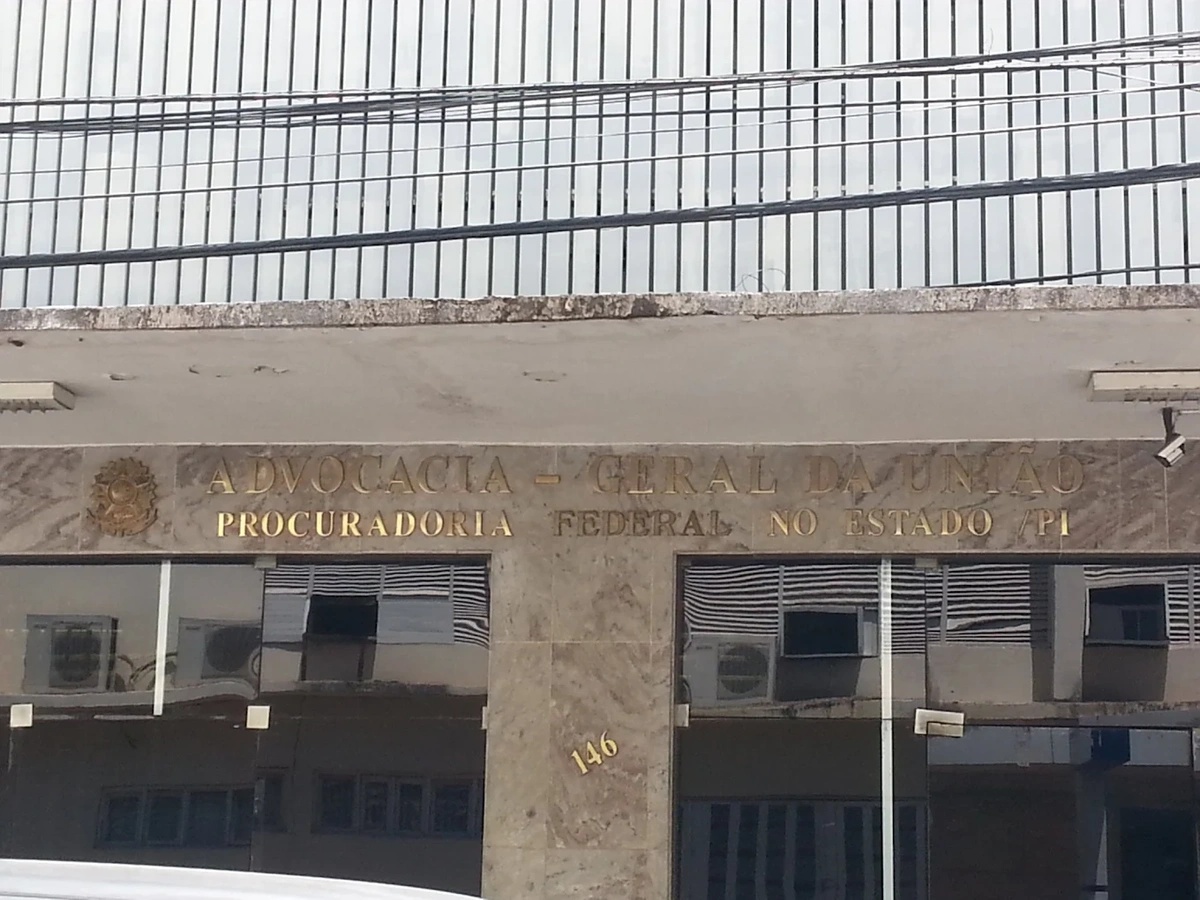 ADVOCACIA - GERAL DA UNIÃO
PROCURADORIA FEDERAL NO ESTADO /PI
146